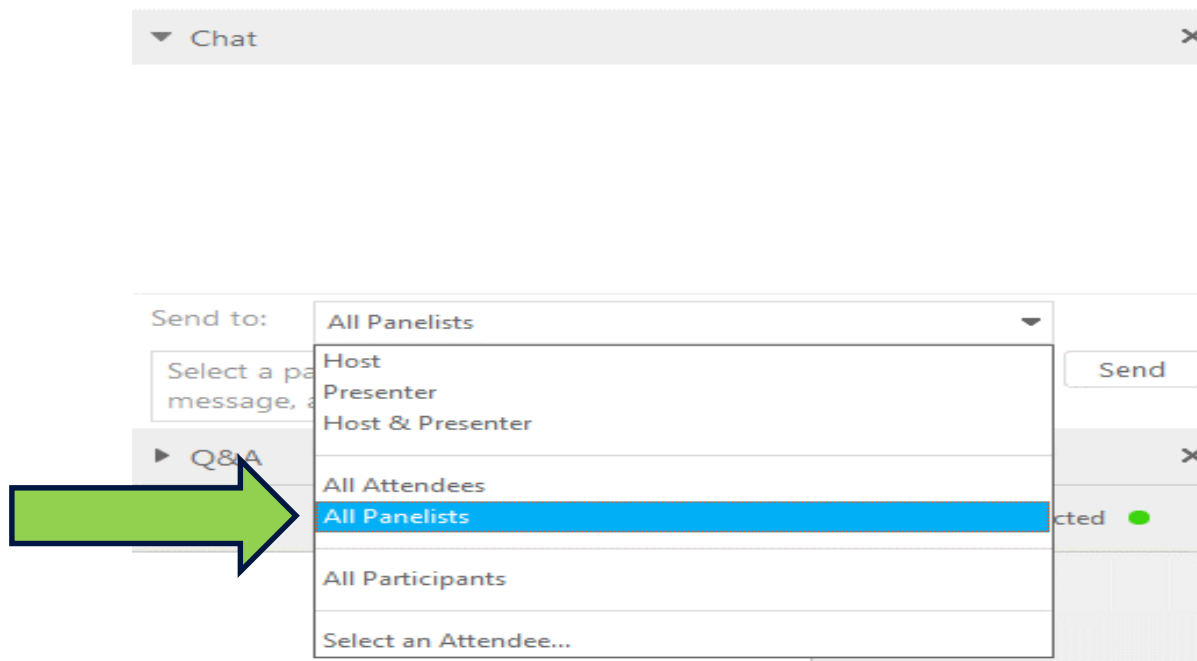 Chat
Send to:
All Panelists
Select a pa
message, a
Send
Host
Presenter
Host & Presenter
Q&A
All Attendees
All Panelists
cted
All Participants
Select an Attendee...